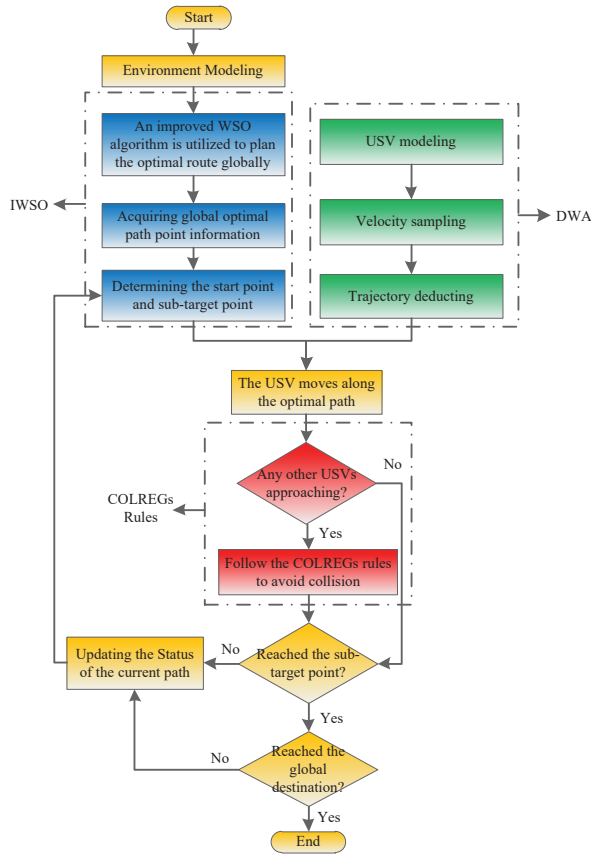 Start
Environment Modeling
An improved WSO
algorithm is utilized to plan
the optimal route globally
IWSO
Acquiring global optimal
path point information
Determining the start point
and sub-target point
USV modeling
Velocity sampling
DWA
Trajectory deducting
The USV moves along
the optimal path
Any other USVs
approaching?
No
COLREGs
Rules
Yes
Follow the COLREGs rules
to avoid collision
Updating the Status
of the current path
No
Reached the sub-
target point?
Yes
No
Reached the
global
destination?
Yes
End